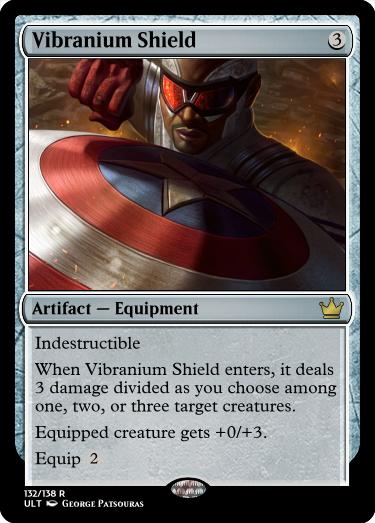 Vibranium Shield 3
Artifact — Equipment
Indestructible
When Vibranium Shield enters, it deals
3 damage divided as you choose among
one, two, or three target creatures.
Equipped creature gets +0/+3.
Equip 2
132/138 R
ULT George Patsouras